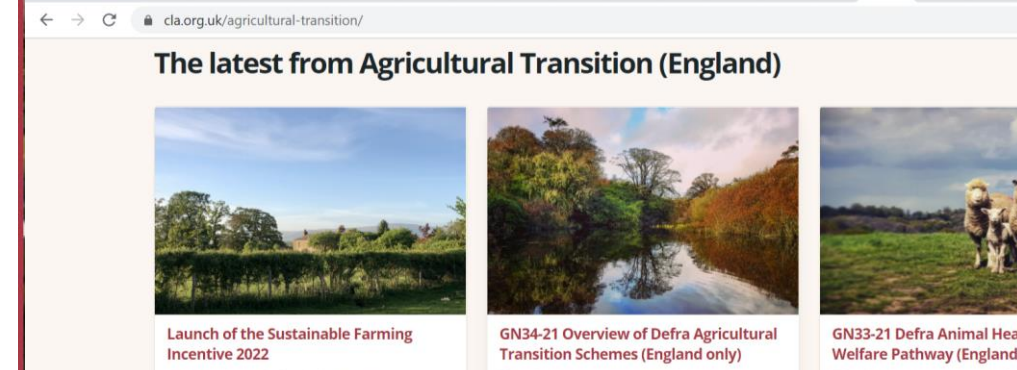 cla.org.uk/agricultural-transition/
The latest from Agricultural Transition (England)
Launch of the Sustainable Farming
Incentive 2022
GN34-21 Overview of Defra Agricultural
Transition Schemes (England only)
GN33-21 Defra Animal Hea
Welfare Pathway (England